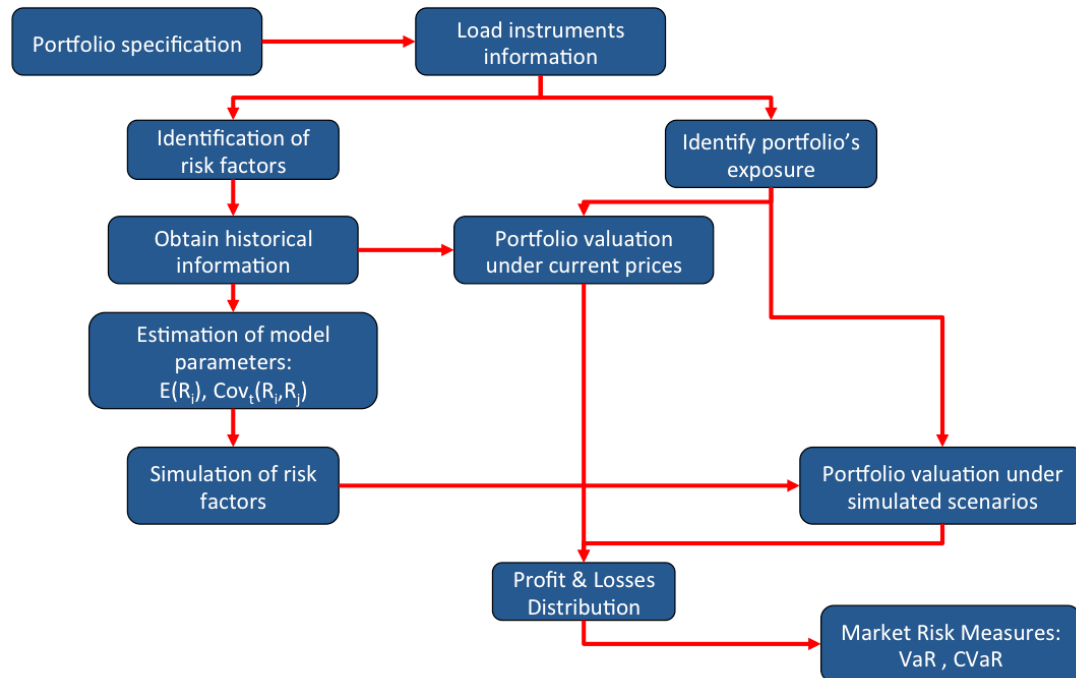 Portfolio specification
Load instruments
information
Identification of
risk factors
Identify portfolio's
exposure
Obtain historical
information
Portfolio valuation
under current prices
Estimation of model
parameters:
E(Rᵢ), Covₜ(Rᵢ,Rⱼ)
Simulation of risk
factors
Portfolio valuation under
simulated scenarios
Profit & Losses
Distribution
Market Risk Measures:
VaR , CVaR